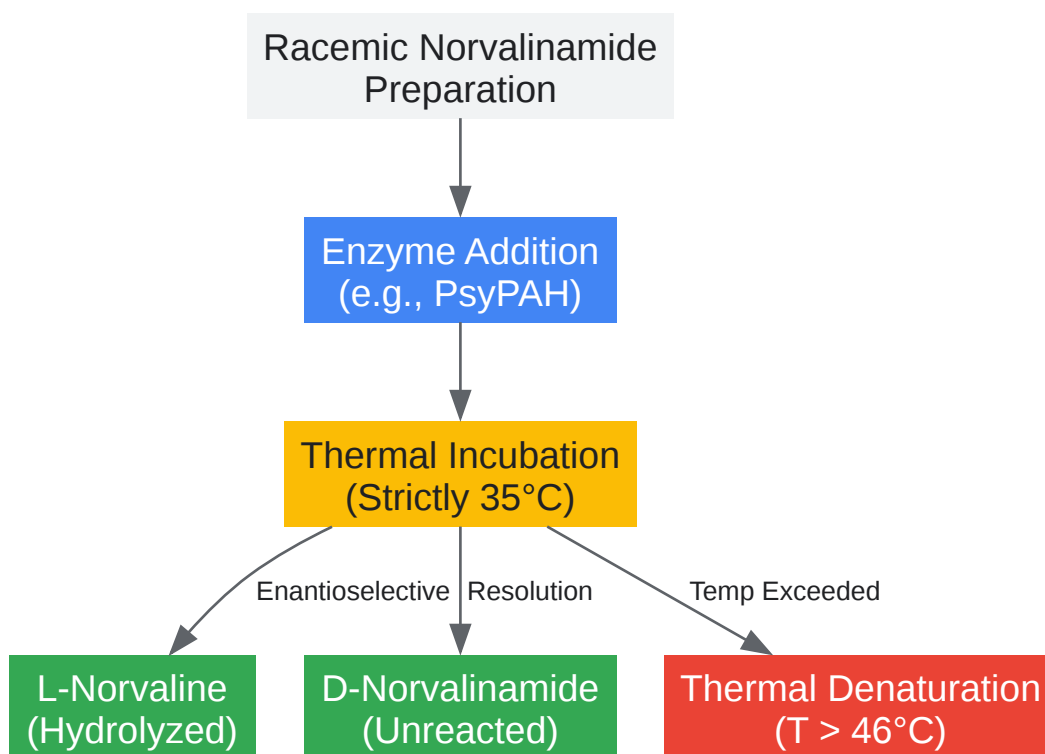 Racemic Norvalinamide
Preparation
Enzyme Addition
(e.g., PsyPAH)
Thermal Incubation
(Strictly 35°C)
Enantioselective
Resolution
Temp Exceeded
L-Norvaline
(Hydrolyzed)
D-Norvalinamide
(Unreacted)
Thermal Denaturation
(T > 46°C)